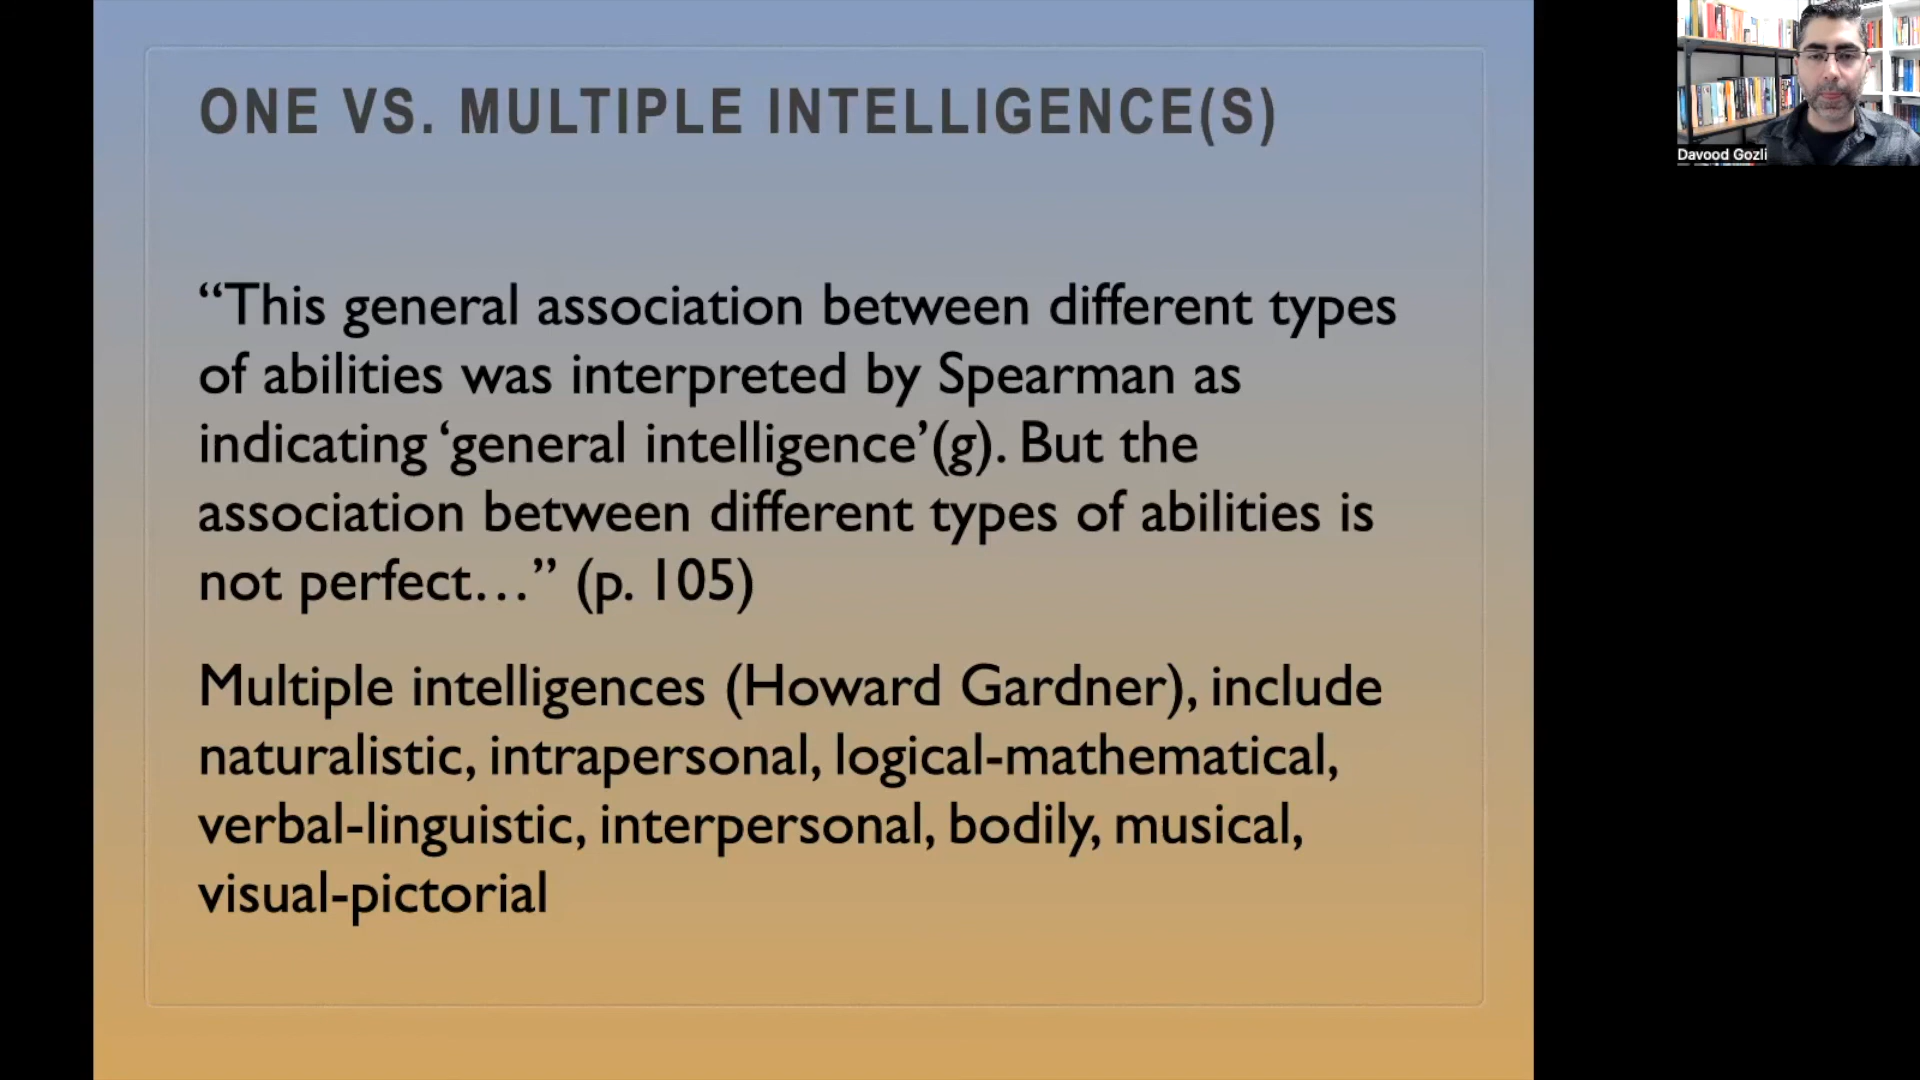 ONE VS. MULTIPLE INTELLIGENCE(S)
“This general association between different types
of abilities was interpreted by Spearman as
indicating ‘general intelligence’(g). But the
association between different types of abilities is
not perfect…” (p. 105)
Multiple intelligences (Howard Gardner), include
naturalistic, intrapersonal, logical-mathematical,
verbal-linguistic, interpersonal, bodily, musical,
visual-pictorial
Davood Gozli